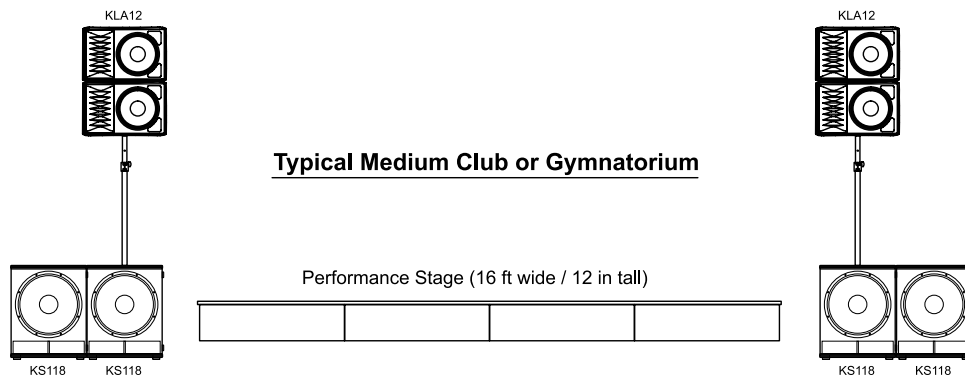 KLA12
KLA12
Typical Medium Club or Gymnatorium
Performance Stage (16 ft wide / 12 in tall)
KS118 KS118
KS118 KS118